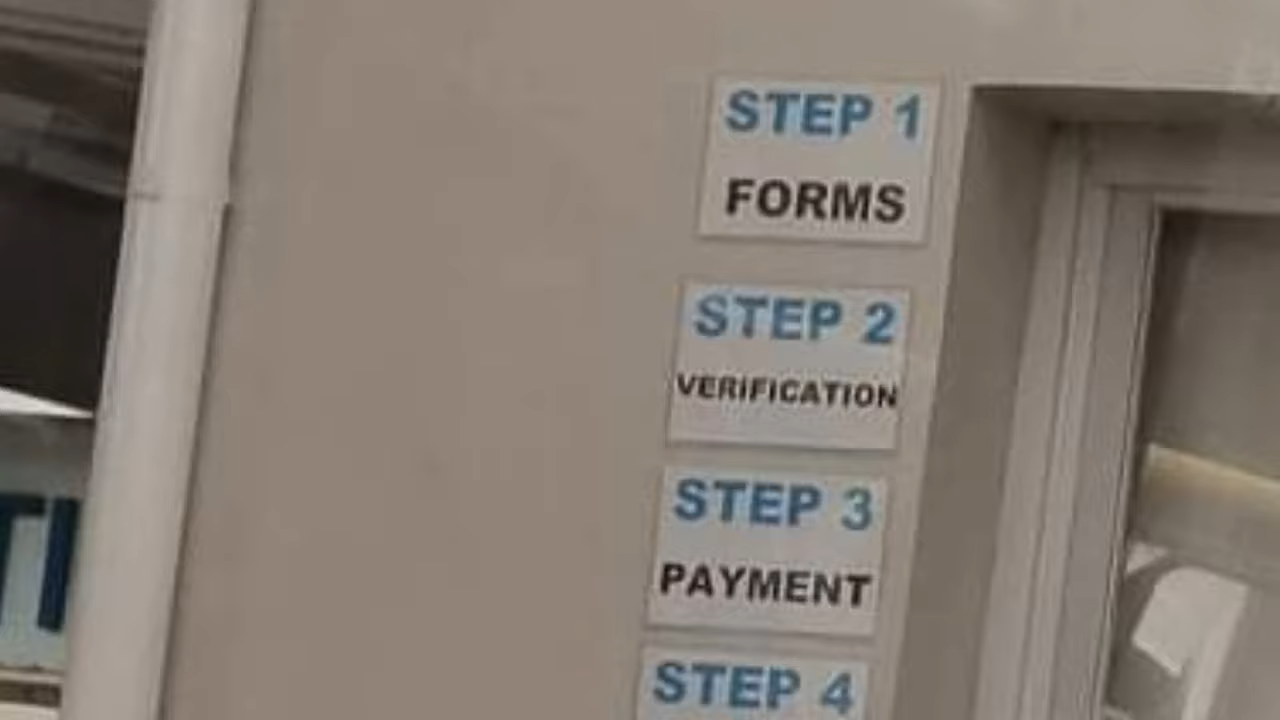 STEP 1
FORMS
STEP 2
VERIFICATION
STEP 3
PAYMENT
STEP 4